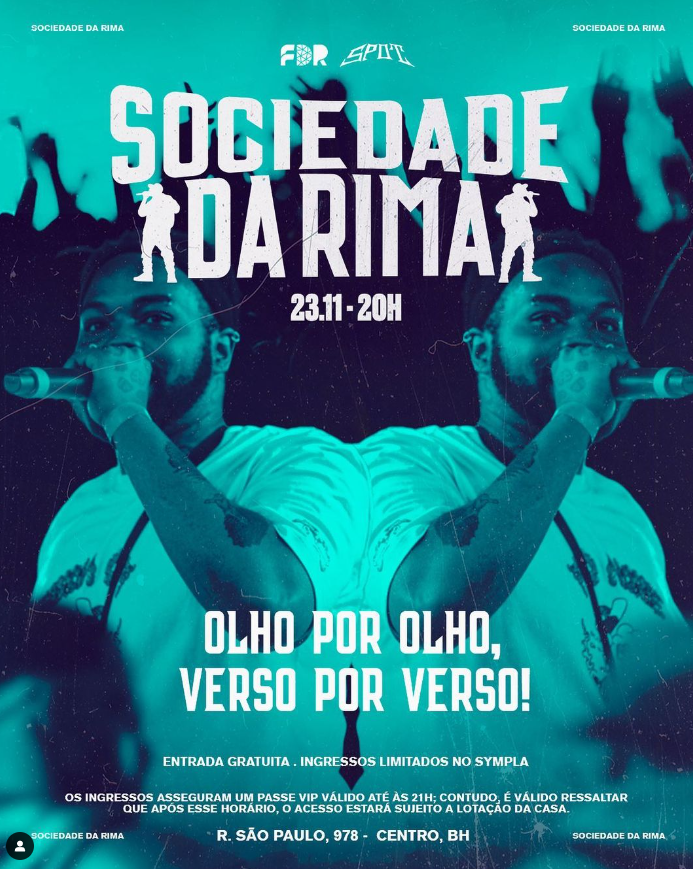 SOCIEDADE DA RIMA
SOCIEDADE DA RIMA
FDR SPOT
SOCIEDADE
DA RIMA
23.11 - 20H
OLHO POR OLHO,
VERSO POR VERSO!
ENTRADA GRATUITA . INGRESSOS LIMITADOS NO SYMPLA
OS INGRESSOS ASSEGURAM UM PASSE VIP VÁLIDO ATÉ ÀS 21H; CONTUDO, É VÁLIDO RESSALTAR
QUE APÓS ESSE HORÁRIO, O ACESSO ESTARÁ SUJEITO A LOTAÇÃO DA CASA.
SOCIEDADE DA RIMA
R. SÃO PAULO, 978 - CENTRO, BH
SOCIEDADE DA RIMA